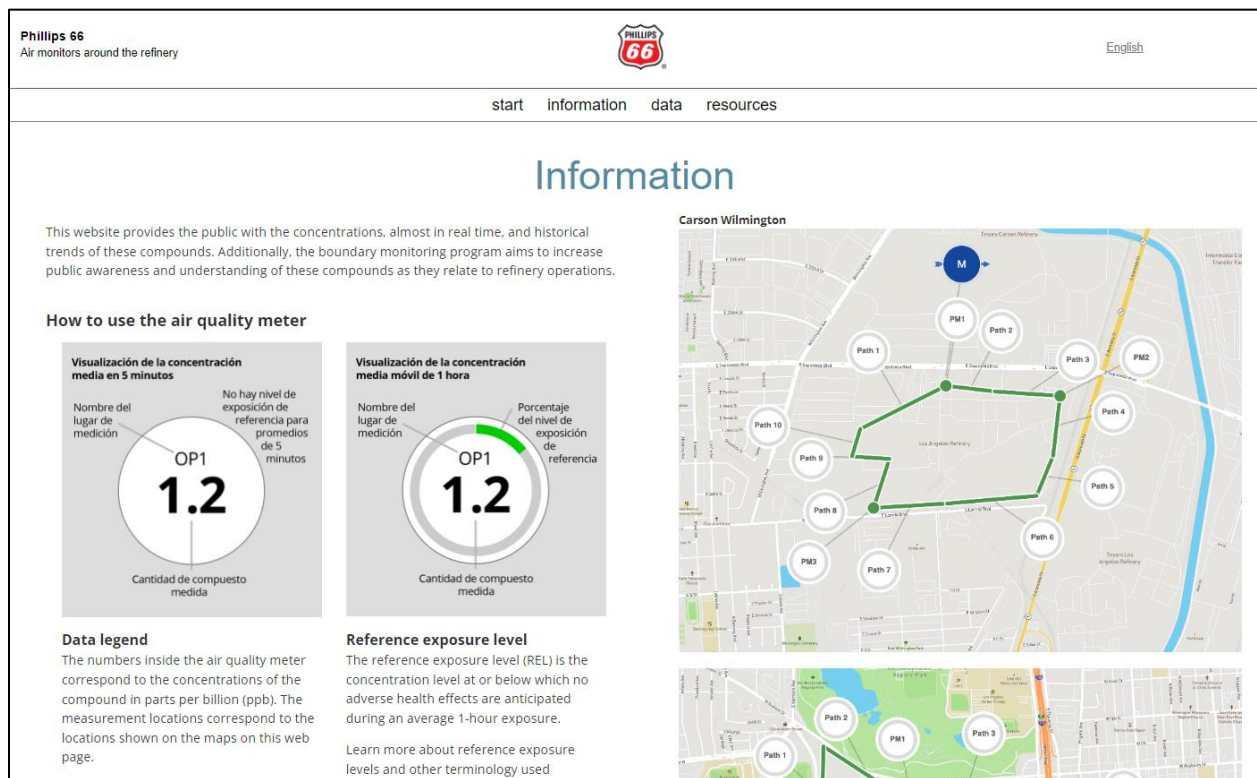 Phillips 66
Air monitors around the refinery
PHILLIPS
66
English
start information data resources
Information
This website provides the public with the concentrations, almost in real time, and historical
trends of these compounds. Additionally, the boundary monitoring program aims to increase
public awareness and understanding of these compounds as they relate to refinery operations.
How to use the air quality meter
Visualización de la concentración
media en 5 minutos
Nombre del
lugar de
medición
No hay nivel de
exposición de
referencia para
promedios
de 5
minutos
OP1
1.2
Cantidad de compuesto
medida
Visualización de la concentración
media móvil de 1 hora
Nombre del
lugar de
medición
Porcentaje
del nivel de
exposición
de
referencia
OP1
1.2
Cantidad de compuesto
medida
Data legend
The numbers inside the air quality meter
correspond to the concentrations of the
compound in parts per billion (ppb). The
measurement locations correspond to the
locations shown on the maps on this web
page.
Reference exposure level
The reference exposure level (REL) is the
concentration level at or below which no
adverse health effects are anticipated
during an average 1-hour exposure.
Learn more about reference exposure
levels and other terminology used
Carson Wilmington
Tesoro Carson Refinery
M
PM1
Path 2
Path 1
Path 3
PM2
Path 4
Path 10
Los Angeles Refinery
Path 9
Path 5
Path 8
Path 6
PM3
Path 7
Tesoro Los
Angeles Refinery
Path 2
PM1
Path 3
Path 1